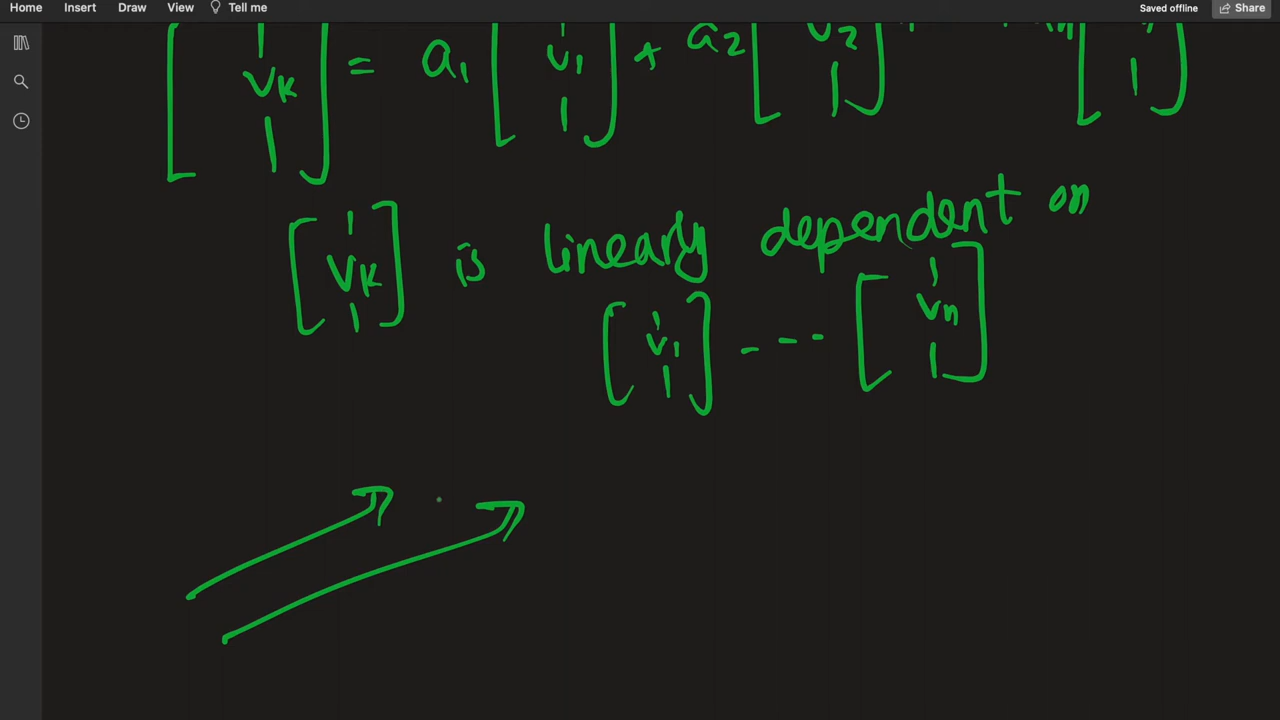 Home Insert Draw View Tell me Saved offline Share
[ | vk | ] = a1 [ | v1 | ] + a2 [ v2 | ] [ | ]
[ | vk | ] is linearly dependent on
[ | v1 | ] - - - [ | vn | ]